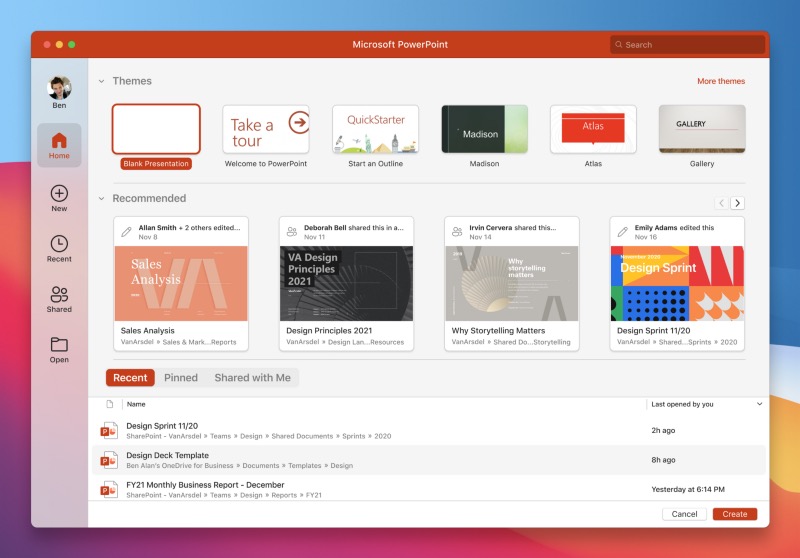 Microsoft PowerPoint
Search
Ben
Home
New
Recent
Shared
Open
Themes
More themes
Take a
tour
QuickStarter
Madison
Atlas
GALLERY
Blank Presentation
Welcome to PowerPoint
Start an Outline
Madison
Atlas
Gallery
Recommended
Allan Smith + 2 others edited...
Nov 8
Sales
Analysis
Sales Analysis
VanArsdel » Sales & Mark...Reports
Deborah Bell shared this in a...
Nov 11
VA Design
Principles
2021
Design Principles 2021
VanArsdel » Design Lan...Resources
Irvin Cervera shared this...
Nov 14
Why
storytelling
matters
Why Storytelling Matters
VanArsdel » Shared Do...Storytelling
Emily Adams edited this
Nov 16
November 2020
Design Sprint
Design Sprint 11/20
VanArsdel » Shared...Sprints » 2020
Recent
Pinned
Shared with Me
Name
Last opened by you
Design Sprint 11/20
SharePoint - VanArsdel » Teams » Design » Shared Documents » Sprints » 2020
2h ago
Design Deck Template
Ben Alan's OneDrive for Business » Documents » Templates » Design
8h ago
FY21 Monthly Business Report - December
SharePoint - VanArsdel » Teams » Design » Reports » FY21
Yesterday at 6:14 PM
Cancel
Create